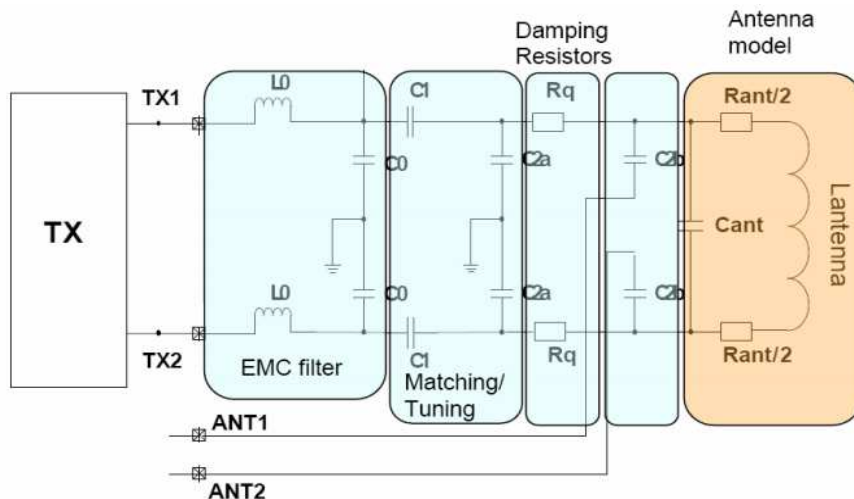 Damping
Resistors
Antenna
model
TX1
L0
C1
Rq
Rant/2
C0
C2a
C2b
TX
Cant
Lantenna
C0
C2a
C2b
L0
TX2
C1
Rq
Rant/2
EMC filter
Matching/
Tuning
ANT1
ANT2